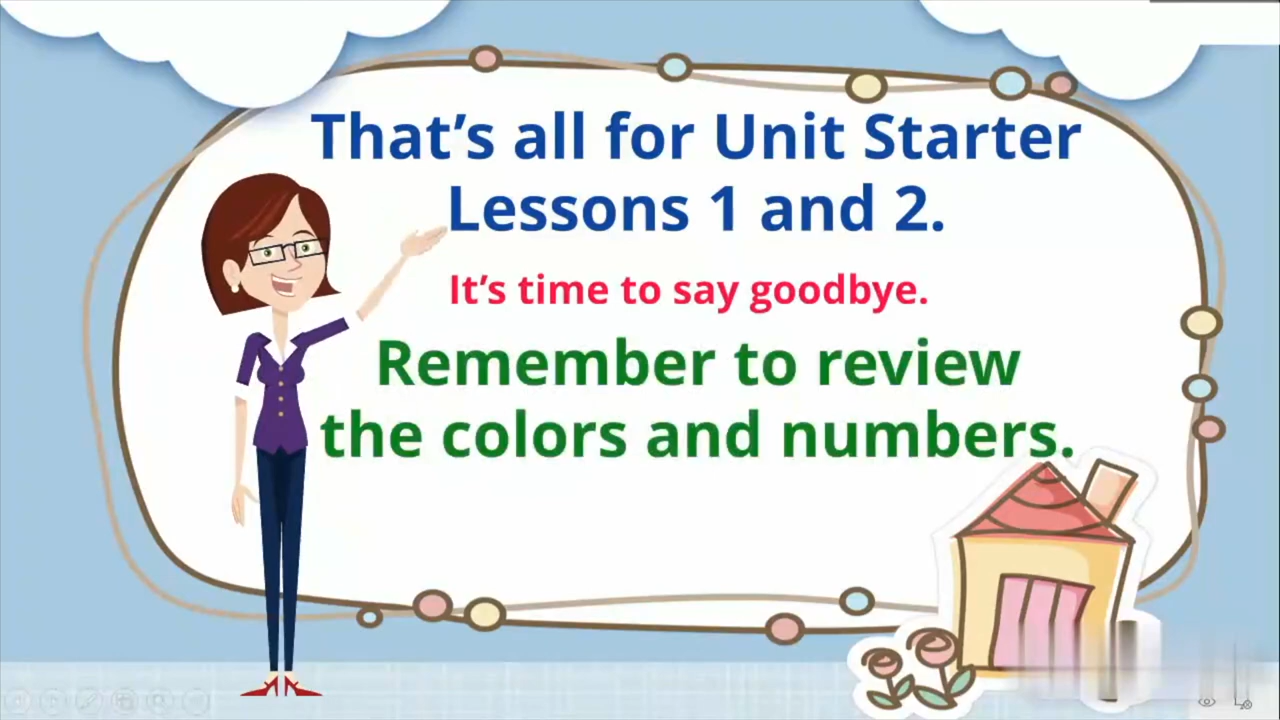 That’s all for Unit Starter
Lessons 1 and 2.
It’s time to say goodbye.
Remember to review
the colors and numbers.